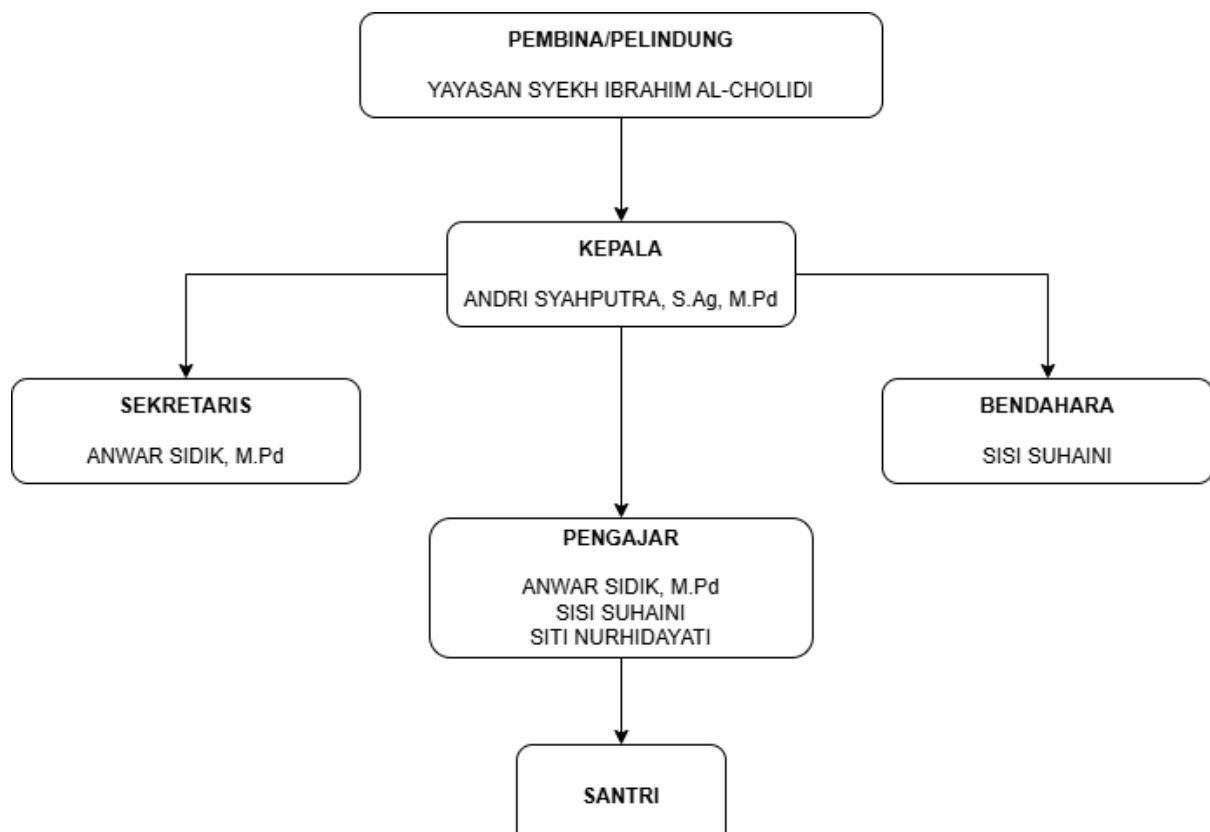 PEMBINA/PELINDUNG
YAYASAN SYEKH IBRAHIM AL-CHOLIDI
KEPALA
ANDRI SYAHPUTRA, S.Ag, M.Pd
SEKRETARIS
ANWAR SIDIK, M.Pd
BENDAHARA
SISI SUHAINI
PENGAJAR
ANWAR SIDIK, M.Pd
SISI SUHAINI
SITI NURHIDAYATI
SANTRI